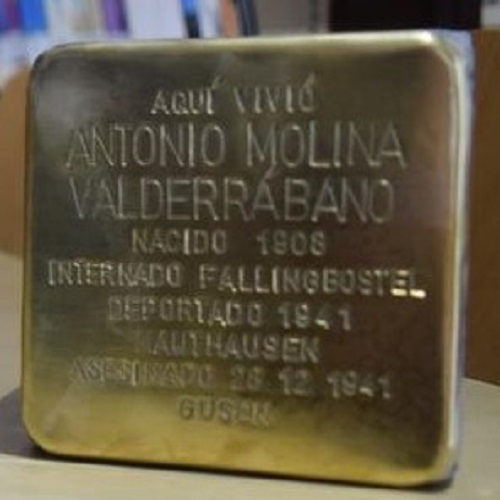 AQUÍ VIVIÓ
ANTONIO MOLINA
VALDERRÁBANO
NACIDO 1908
INTERNADO FALLINGBOSTEL
DEPORTADO 1941
MAUTHAUSEN
ASESINADO 26.12.1941
GUSEN